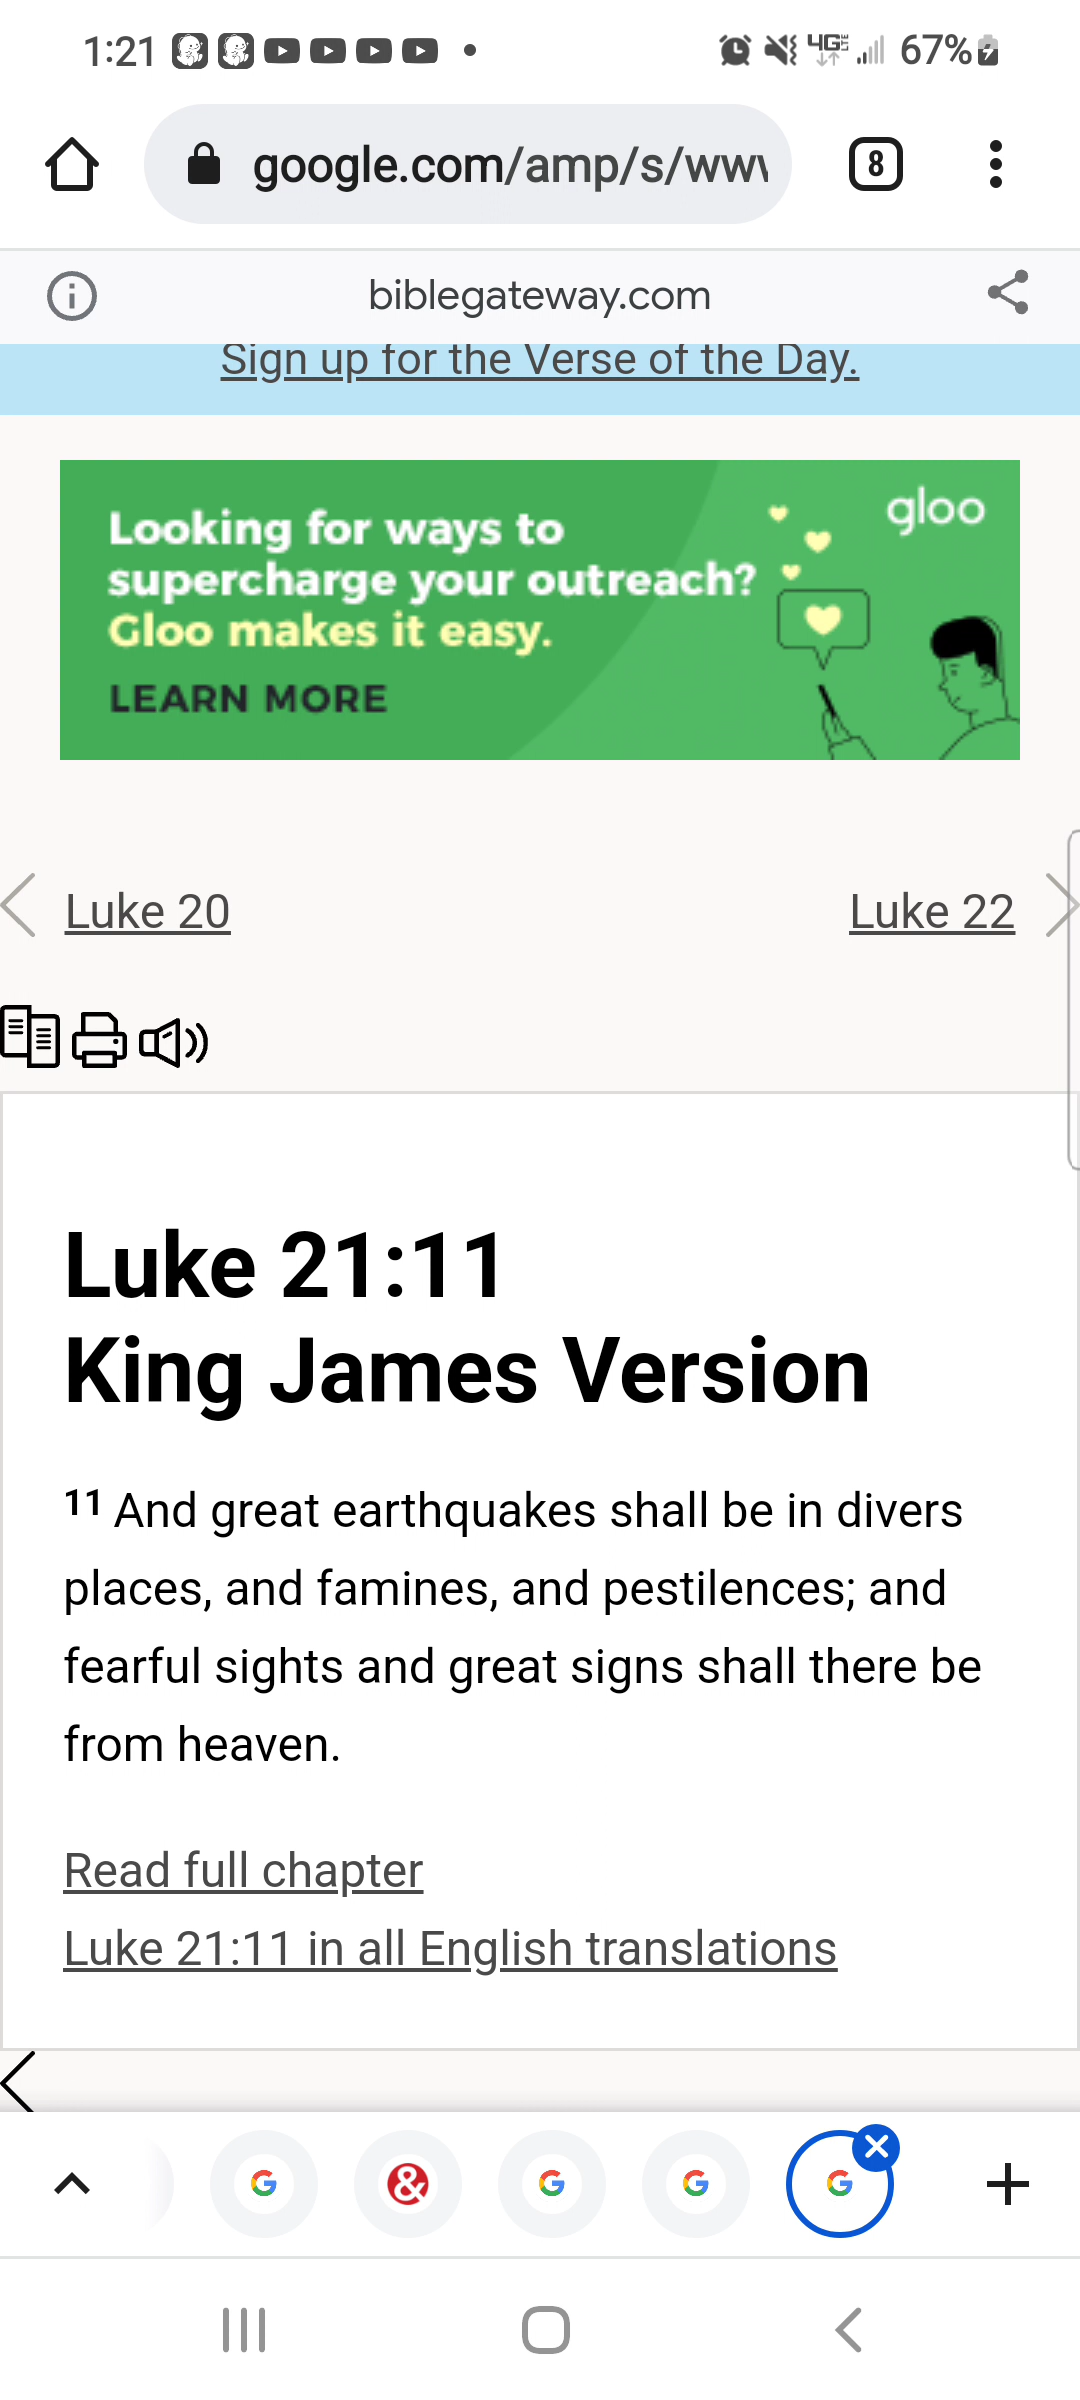 1:21 4G LTE 67%
google.com/amp/s/www
8
biblegateway.com
Sign up for the Verse of the Day.
gloo
Looking for ways to
supercharge your outreach?
Gloo makes it easy.
LEARN MORE
Luke 20 Luke 22
Luke 21:11
King James Version
11 And great earthquakes shall be in divers
places, and famines, and pestilences; and
fearful sights and great signs shall there be
from heaven.
Read full chapter
Luke 21:11 in all English translations